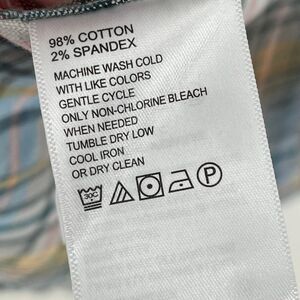 98% COTTON
2% SPANDEX
MACHINE WASH COLD
WITH LIKE COLORS
GENTLE CYCLE
ONLY NON-CHLORINE BLEACH
WHEN NEEDED
TUMBLE DRY LOW
COOL IRON
OR DRY CLEAN
30C P